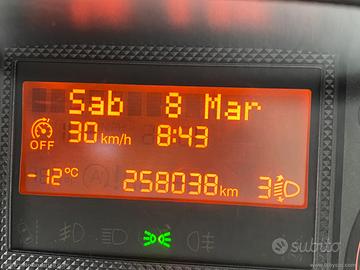 Sab 8 Mar
OFF 30 km/h 8:43
-12°C 258038 km 3
subito